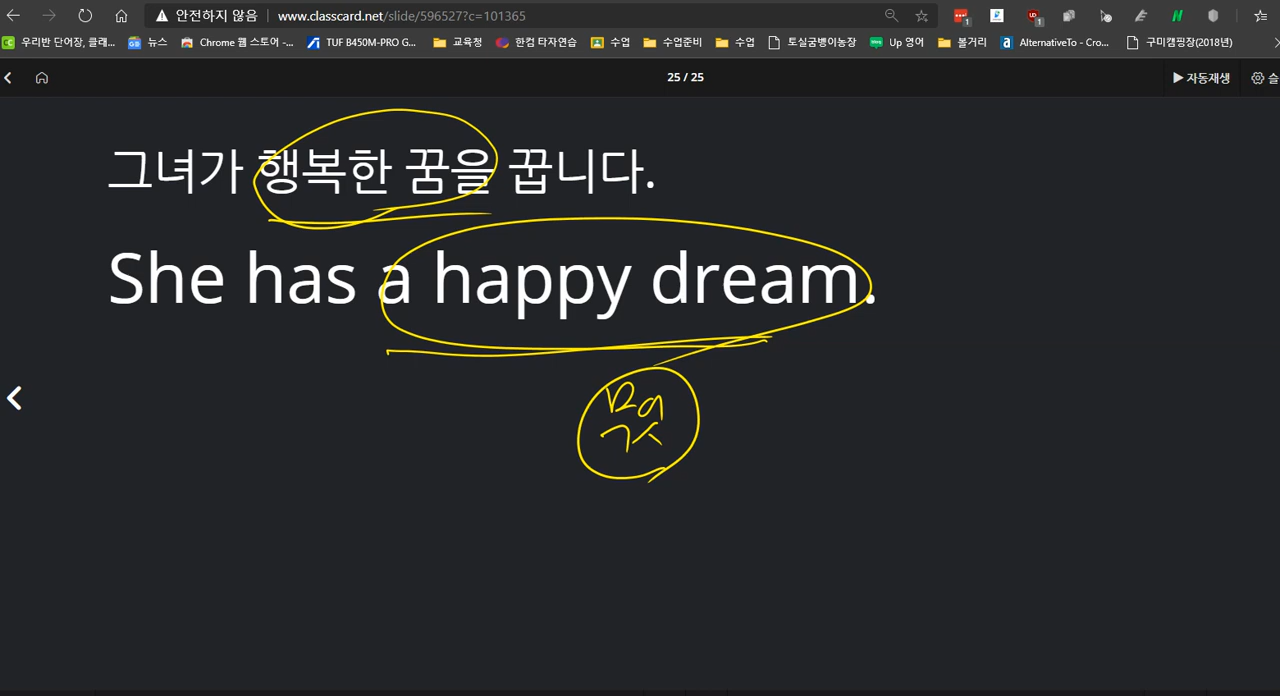 안전하지 않음 www.classcard.net/slide/596527?c=101365
우리반 단어장, 클래... 뉴스 Chrome 웹 스토어 -... TUF B450M-PRO G... 교육청 한컴 타자연습 수업 수업준비 수업 토실굼벵이농장 Up 영어 볼거리 AlternativeTo - Cro... 구미캠핑장(2018년)
25 / 25 자동재생 슬
그녀가 행복한 꿈을 꿉니다.
She has a happy dream.